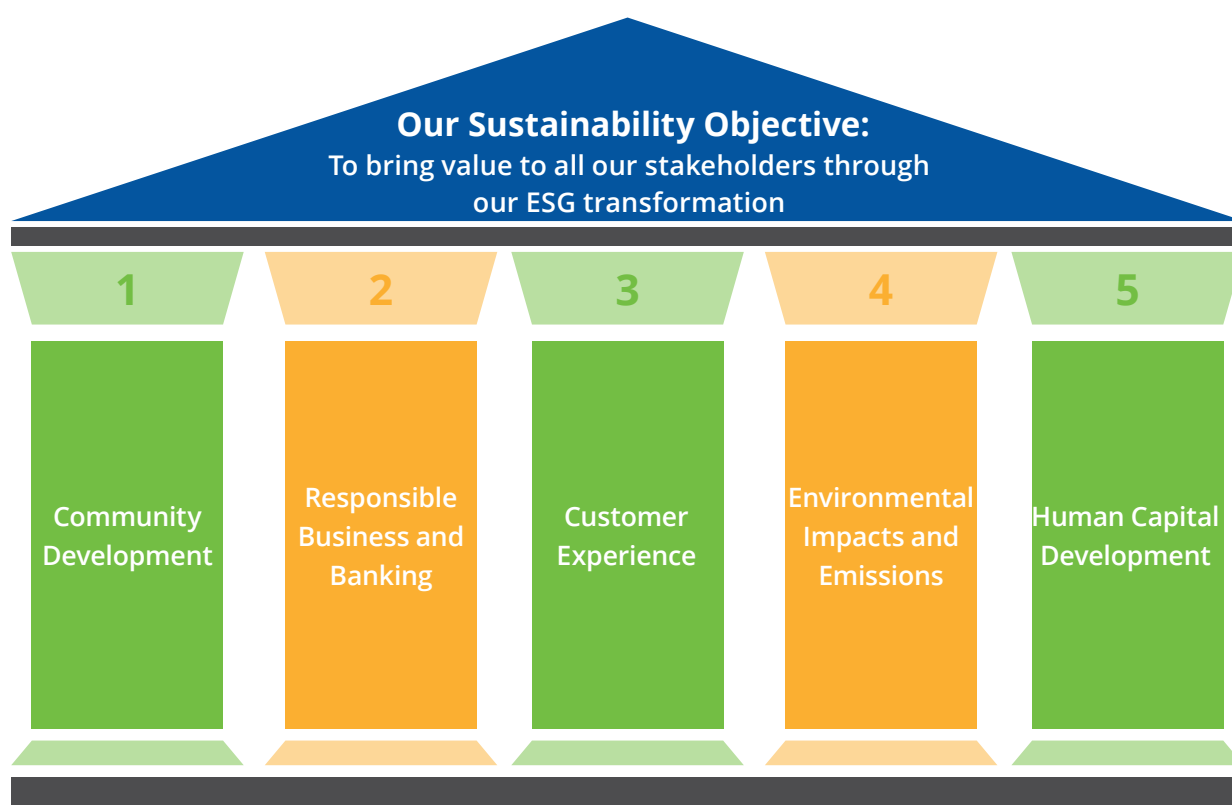 Our Sustainability Objective:
To bring value to all our stakeholders through
our ESG transformation
1
2
3
4
5
Community
Development
Responsible
Business and
Banking
Customer
Experience
Environmental
Impacts and
Emissions
Human Capital
Development